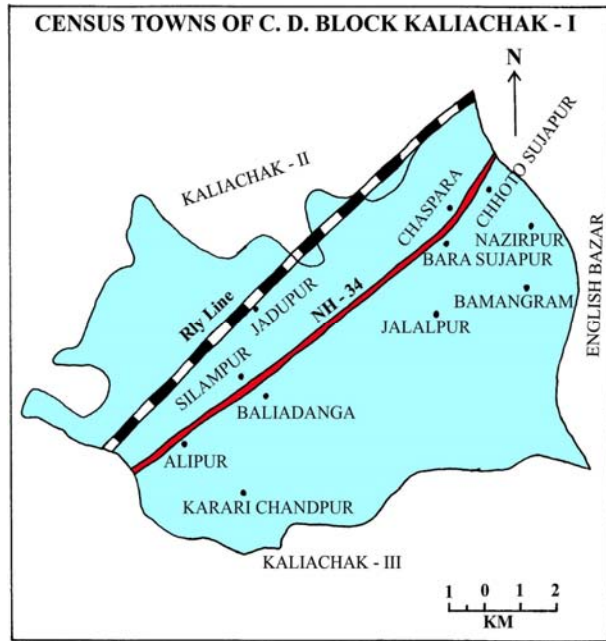 CENSUS TOWNS OF C. D. BLOCK KALIACHAK - I
N
KALIACHAK - II
CHHOTO SUJAPUR
CHASPARA
NAZIRPUR
BARA SUJAPUR
ENGLISH BAZAR
Rly Line
JADUPUR
NH - 34
BAMANGRAM
JALALPUR
SILAMPUR
BALIADANGA
ALIPUR
KARARI CHANDPUR
KALIACHAK - III
1 0 1 2
KM